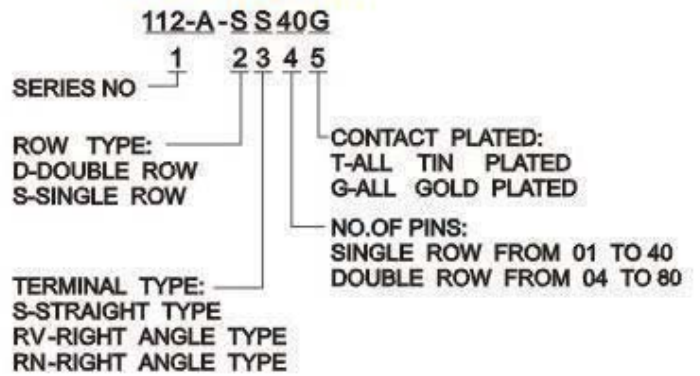 112-A-SS40G
1 2 3 4 5
SERIES NO
ROW TYPE:
D-DOUBLE ROW
S-SINGLE ROW
CONTACT PLATED:
T-ALL TIN PLATED
G-ALL GOLD PLATED
NO.OF PINS:
SINGLE ROW FROM 01 TO 40
DOUBLE ROW FROM 04 TO 80
TERMINAL TYPE:
S-STRAIGHT TYPE
RV-RIGHT ANGLE TYPE
RN-RIGHT ANGLE TYPE